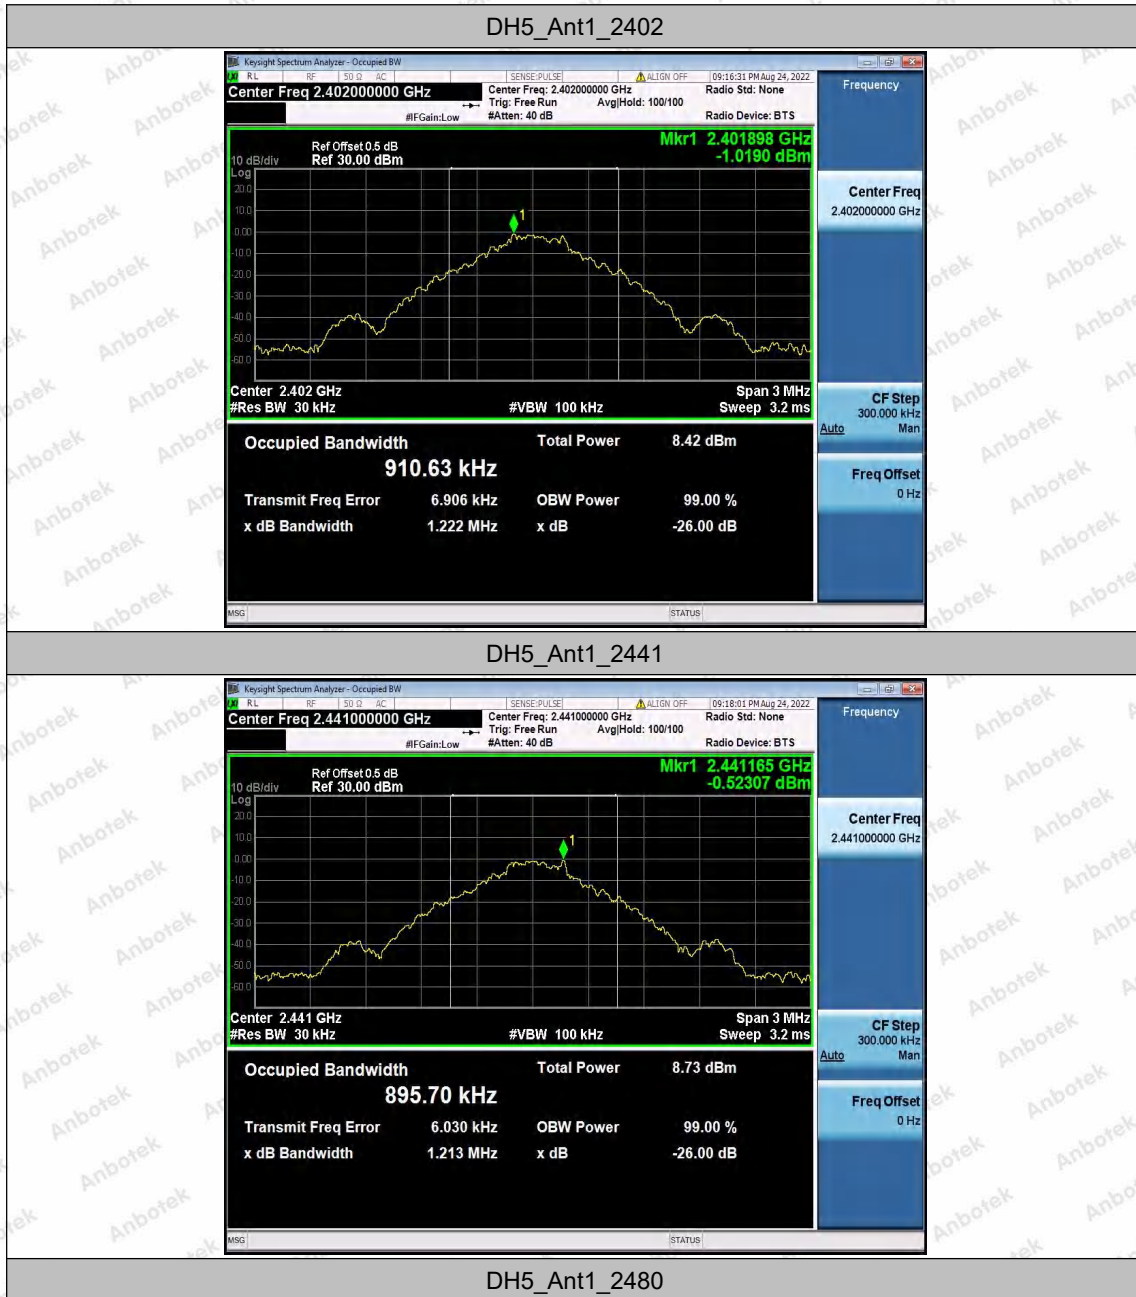 DH5_Ant1_2402
Keysight Spectrum Analyzer - Occupied BW
LXI RL RF 50 Ω AC SENSE:PULSE ALIGN OFF 09:16:31 PM Aug 24, 2022
Center Freq 2.402000000 GHz Center Freq: 2.402000000 GHz Radio Std: None Frequency
Trig: Free Run Avg|Hold: 100/100
#IFGain:Low #Atten: 40 dB Radio Device: BTS
Mkr1 2.401898 GHz
Ref Offset 0.5 dB -1.0190 dBm
10 dB/div Ref 30.00 dBm
Log
20.0
10.0
0.00
-10.0
-20.0
-30.0
-40.0
-50.0
-60.0
1
Center Freq
2.402000000 GHz
Center 2.402 GHz Span 3 MHz
#Res BW 30 kHz #VBW 100 kHz Sweep 3.2 ms
CF Step
300.000 kHz
Auto Man
Occupied Bandwidth Total Power 8.42 dBm
910.63 kHz
Freq Offset
0 Hz
Transmit Freq Error 6.906 kHz OBW Power 99.00 %
x dB Bandwidth 1.222 MHz x dB -26.00 dB
MSG STATUS
DH5_Ant1_2441
Keysight Spectrum Analyzer - Occupied BW
LXI RL RF 50 Ω AC SENSE:PULSE ALIGN OFF 09:18:01 PM Aug 24, 2022
Center Freq 2.441000000 GHz Center Freq: 2.441000000 GHz Radio Std: None Frequency
Trig: Free Run Avg|Hold: 100/100
#IFGain:Low #Atten: 40 dB Radio Device: BTS
Mkr1 2.441165 GHz
Ref Offset 0.5 dB -0.52307 dBm
10 dB/div Ref 30.00 dBm
Log
20.0
10.0
0.00
-10.0
-20.0
-30.0
-40.0
-50.0
-60.0
1
Center Freq
2.441000000 GHz
Center 2.441 GHz Span 3 MHz
#Res BW 30 kHz #VBW 100 kHz Sweep 3.2 ms
CF Step
300.000 kHz
Auto Man
Occupied Bandwidth Total Power 8.73 dBm
895.70 kHz
Freq Offset
0 Hz
Transmit Freq Error 6.030 kHz OBW Power 99.00 %
x dB Bandwidth 1.213 MHz x dB -26.00 dB
MSG STATUS
DH5_Ant1_2480
Anbotek